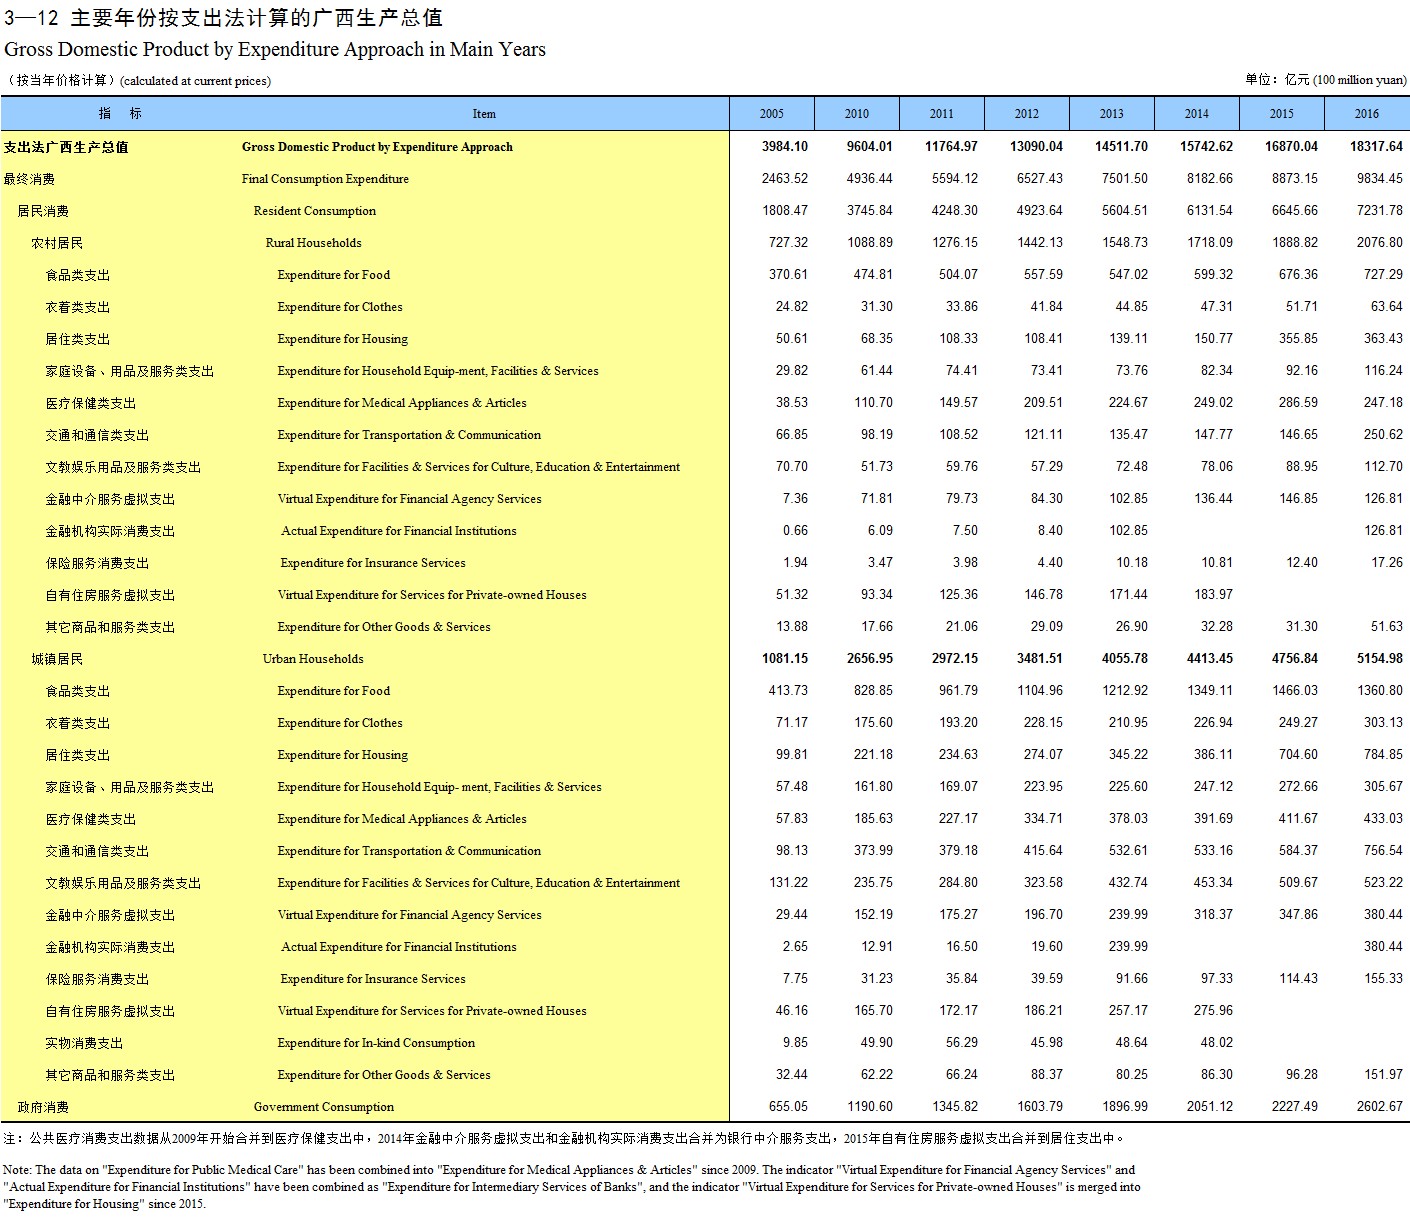 3—12 主要年份按支出法计算的广西生产总值
Gross Domestic Product by Expenditure Approach in Main Years
（按当年价格计算）(calculated at current prices) 单位：亿元 (100 million yuan)
指 标 Item 2005 2010 2011 2012 2013 2014 2015 2016
支出法广西生产总值 Gross Domestic Product by Expenditure Approach 3984.10 9604.01 11764.97 13090.04 14511.70 15742.62 16870.04 18317.64
最终消费 Final Consumption Expenditure 2463.52 4936.44 5594.12 6527.43 7501.50 8182.66 8873.15 9834.45
居民消费 Resident Consumption 1808.47 3745.84 4248.30 4923.64 5604.51 6131.54 6645.66 7231.78
农村居民 Rural Households 727.32 1088.89 1276.15 1442.13 1548.73 1718.09 1888.82 2076.80
食品类支出 Expenditure for Food 370.61 474.81 504.07 557.59 547.02 599.32 676.36 727.29
衣着类支出 Expenditure for Clothes 24.82 31.30 33.86 41.84 44.85 47.31 51.71 63.64
居住类支出 Expenditure for Housing 50.61 68.35 108.33 108.41 139.11 150.77 355.85 363.43
家庭设备、用品及服务类支出 Expenditure for Household Equip-ment, Facilities & Services 29.82 61.44 74.41 73.41 73.76 82.34 92.16 116.24
医疗保健类支出 Expenditure for Medical Appliances & Articles 38.53 110.70 149.57 209.51 224.67 249.02 286.59 247.18
交通和通信类支出 Expenditure for Transportation & Communication 66.85 98.19 108.52 121.11 135.47 147.77 146.65 250.62
文教娱乐用品及服务类支出 Expenditure for Facilities & Services for Culture, Education & Entertainment 70.70 51.73 59.76 57.29 72.48 78.06 88.95 112.70
金融中介服务虚拟支出 Virtual Expenditure for Financial Agency Services 7.36 71.81 79.73 84.30 102.85 136.44 146.85 126.81
金融机构实际消费支出 Actual Expenditure for Financial Institutions 0.66 6.09 7.50 8.40 102.85 126.81
保险服务消费支出 Expenditure for Insurance Services 1.94 3.47 3.98 4.40 10.18 10.81 12.40 17.26
自有住房服务虚拟支出 Virtual Expenditure for Services for Private-owned Houses 51.32 93.34 125.36 146.78 171.44 183.97
其它商品和服务类支出 Expenditure for Other Goods & Services 13.88 17.66 21.06 29.09 26.90 32.28 31.30 51.63
城镇居民 Urban Households 1081.15 2656.95 2972.15 3481.51 4055.78 4413.45 4756.84 5154.98
食品类支出 Expenditure for Food 413.73 828.85 961.79 1104.96 1212.92 1349.11 1466.03 1360.80
衣着类支出 Expenditure for Clothes 71.17 175.60 193.20 228.15 210.95 226.94 249.27 303.13
居住类支出 Expenditure for Housing 99.81 221.18 234.63 274.07 345.22 386.11 704.60 784.85
家庭设备、用品及服务类支出 Expenditure for Household Equip- ment, Facilities & Services 57.48 161.80 169.07 223.95 225.60 247.12 272.66 305.67
医疗保健类支出 Expenditure for Medical Appliances & Articles 57.83 185.63 227.17 334.71 378.03 391.69 411.67 433.03
交通和通信类支出 Expenditure for Transportation & Communication 98.13 373.99 379.18 415.64 532.61 533.16 584.37 756.54
文教娱乐用品及服务类支出 Expenditure for Facilities & Services for Culture, Education & Entertainment 131.22 235.75 284.80 323.58 432.74 453.34 509.67 523.22
金融中介服务虚拟支出 Virtual Expenditure for Financial Agency Services 29.44 152.19 175.27 196.70 239.99 318.37 347.86 380.44
金融机构实际消费支出 Actual Expenditure for Financial Institutions 2.65 12.91 16.50 19.60 239.99 380.44
保险服务消费支出 Expenditure for Insurance Services 7.75 31.23 35.84 39.59 91.66 97.33 114.43 155.33
自有住房服务虚拟支出 Virtual Expenditure for Services for Private-owned Houses 46.16 165.70 172.17 186.21 257.17 275.96
实物消费支出 Expenditure for In-kind Consumption 9.85 49.90 56.29 45.98 48.64 48.02
其它商品和服务类支出 Expenditure for Other Goods & Services 32.44 62.22 66.24 88.37 80.25 86.30 96.28 151.97
政府消费 Government Consumption 655.05 1190.60 1345.82 1603.79 1896.99 2051.12 2227.49 2602.67
注：公共医疗消费支出数据从2009年开始合并到医疗保健支出中，2014年金融中介服务虚拟支出和金融机构实际消费支出合并为银行中介服务支出，2015年自有住房服务虚拟支出合并到居住支出中。
Note: The data on "Expenditure for Public Medical Care" has been combined into "Expenditure for Medical Appliances & Articles" since 2009. The indicator "Virtual Expenditure for Financial Agency Services" and
"Actual Expenditure for Financial Institutions" have been combined as "Expenditure for Intermediary Services of Banks", and the indicator "Virtual Expenditure for Services for Private-owned Houses" is merged into
"Expenditure for Housing" since 2015.